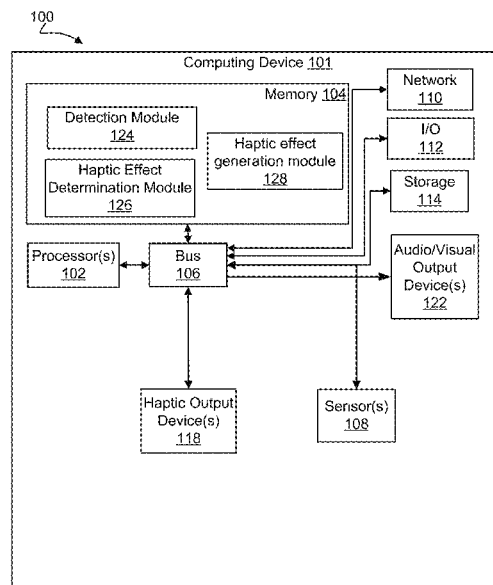 100
Computing Device 101
Memory 104
Detection Module
124
Haptic Effect
Determination Module
126
Haptic effect
generation module
128
Network
110
I/O
112
Storage
114
Audio/Visual
Output
Device(s)
122
Processor(s)
102
Bus
106
Haptic Output
Device(s)
118
Sensor(s)
108